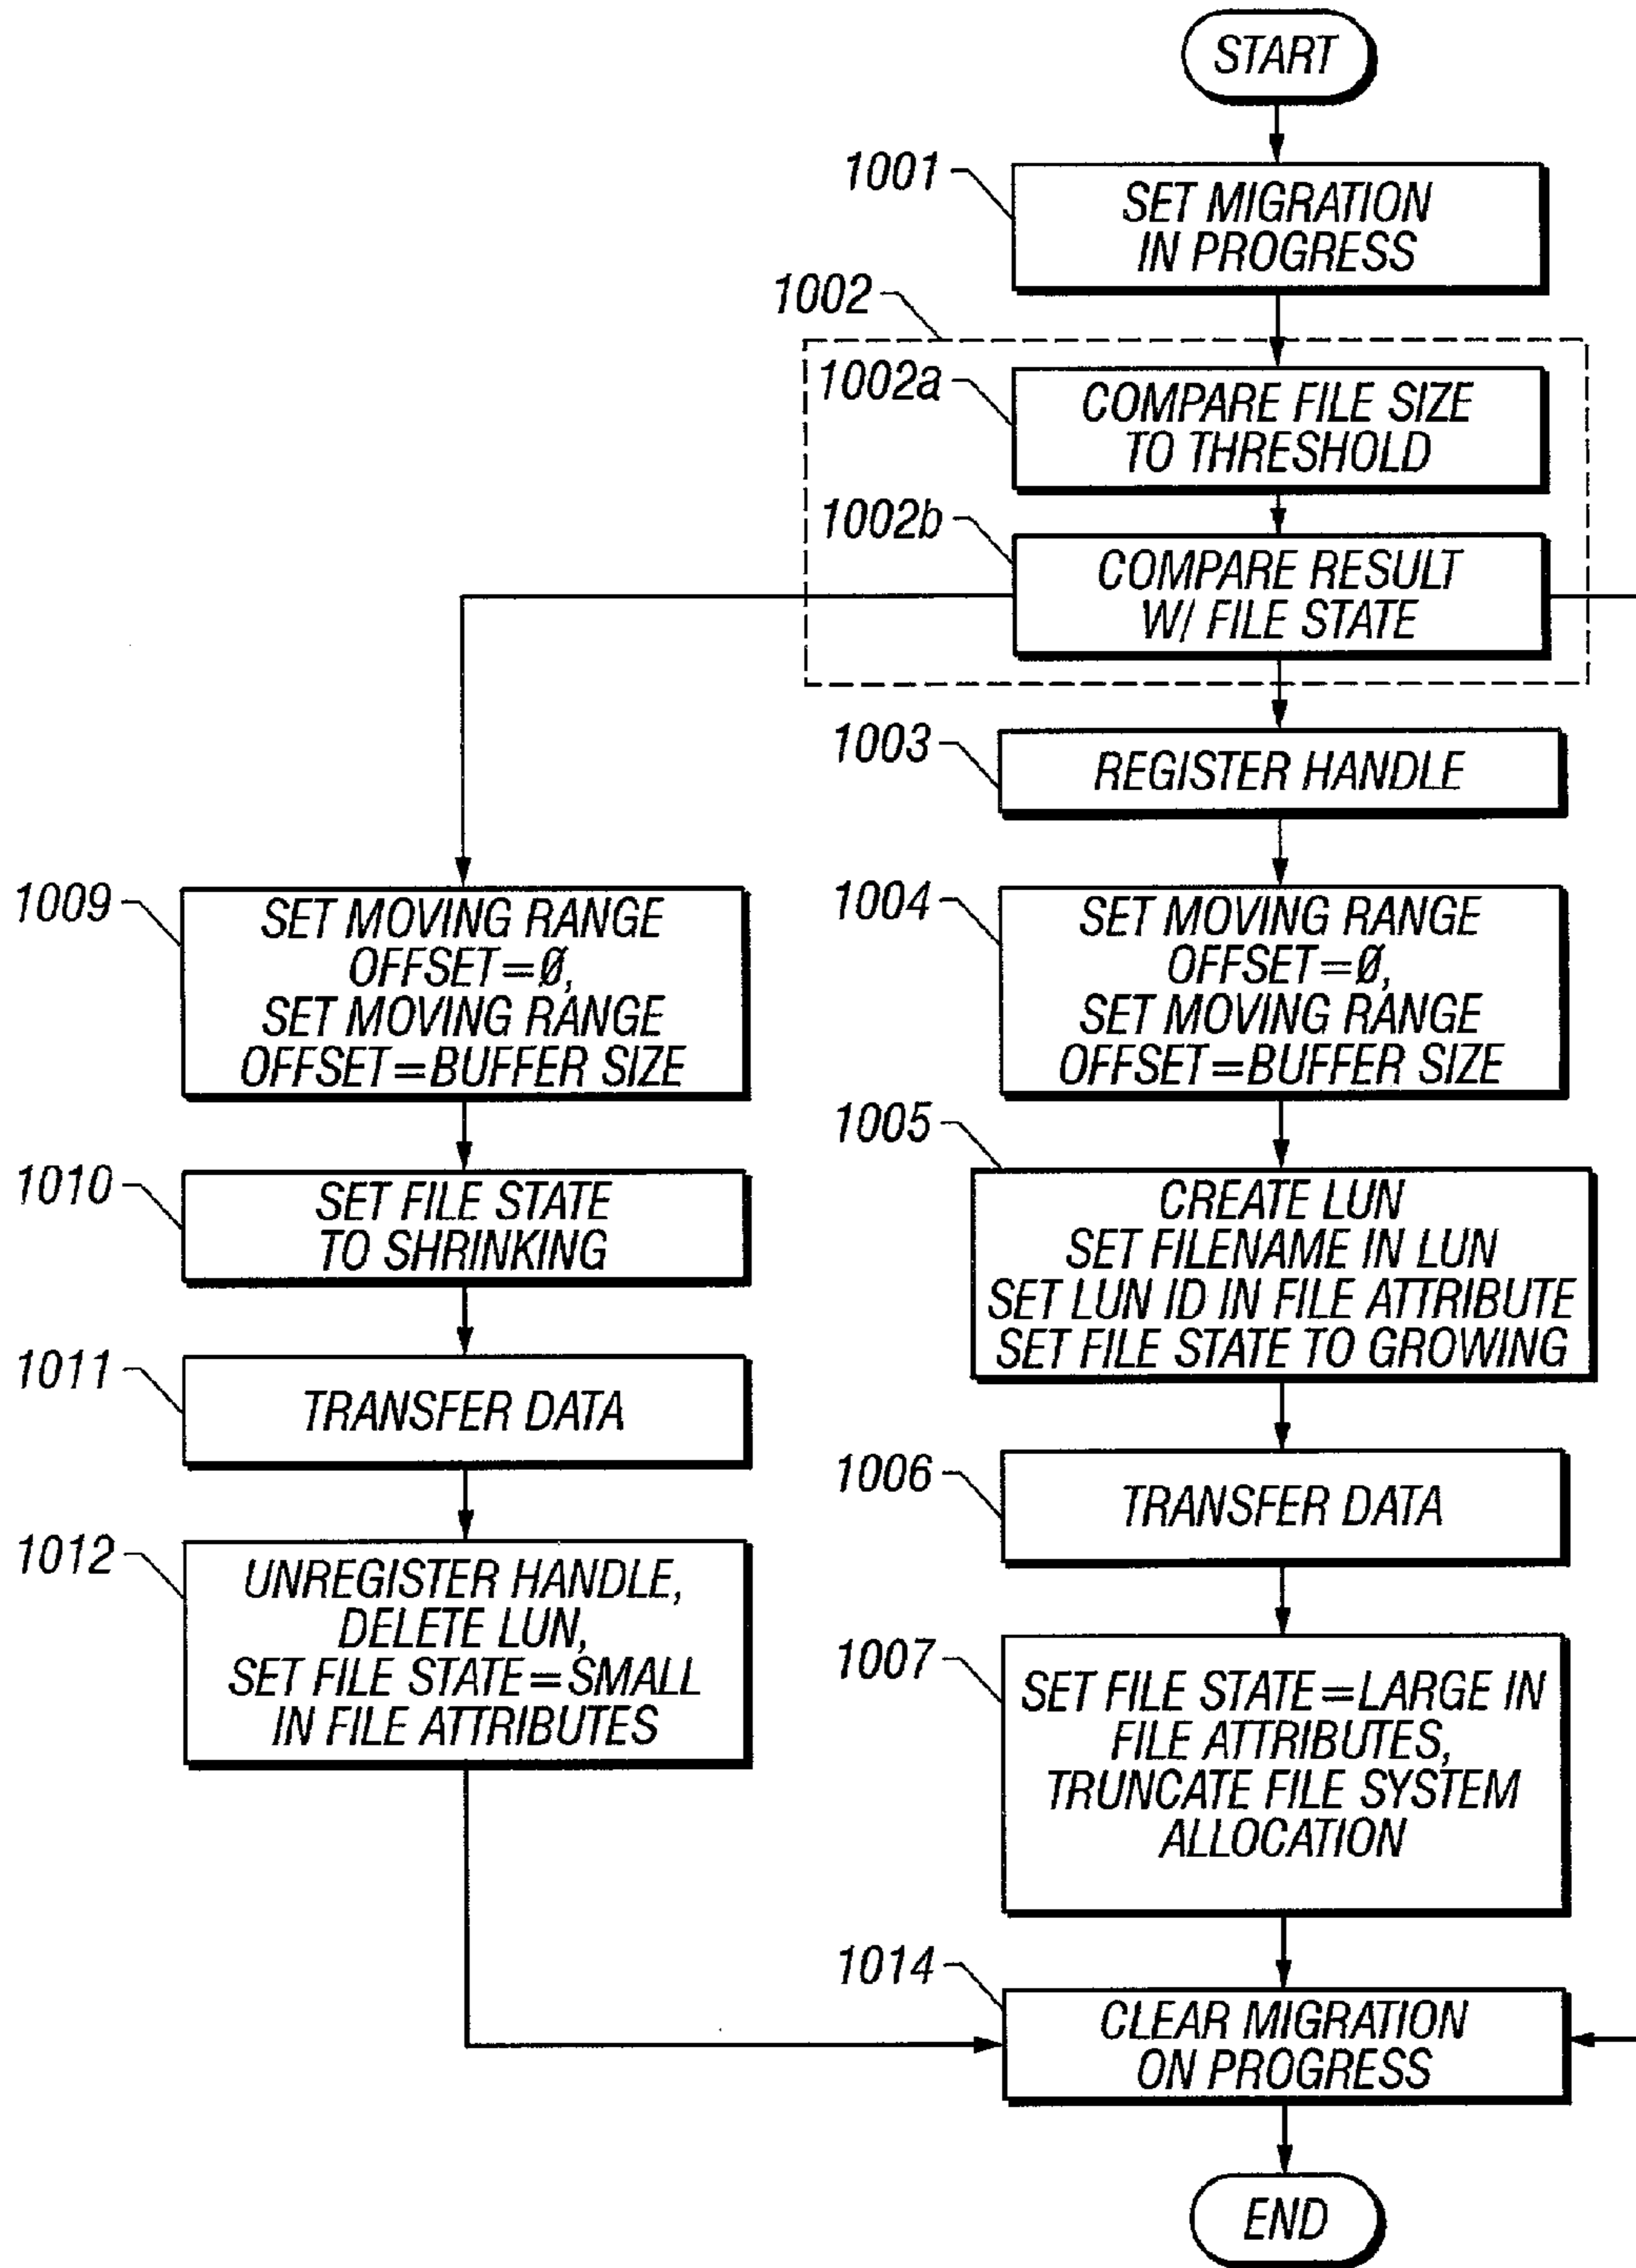 START
1001
SET MIGRATION
IN PROGRESS
1002
1002a
COMPARE FILE SIZE
TO THRESHOLD
1002b
COMPARE RESULT
W/ FILE STATE
1003
REGISTER HANDLE
1009
SET MOVING RANGE
OFFSET=Ø,
SET MOVING RANGE
OFFSET=BUFFER SIZE
1004
SET MOVING RANGE
OFFSET=Ø,
SET MOVING RANGE
OFFSET=BUFFER SIZE
1010
SET FILE STATE
TO SHRINKING
1005
CREATE LUN
SET FILENAME IN LUN
SET LUN ID IN FILE ATTRIBUTE
SET FILE STATE TO GROWING
1011
TRANSFER DATA
1006
TRANSFER DATA
1012
UNREGISTER HANDLE,
DELETE LUN,
SET FILE STATE=SMALL
IN FILE ATTRIBUTES
1007
SET FILE STATE=LARGE IN
FILE ATTRIBUTES,
TRUNCATE FILE SYSTEM
ALLOCATION
1014
CLEAR MIGRATION
ON PROGRESS
END